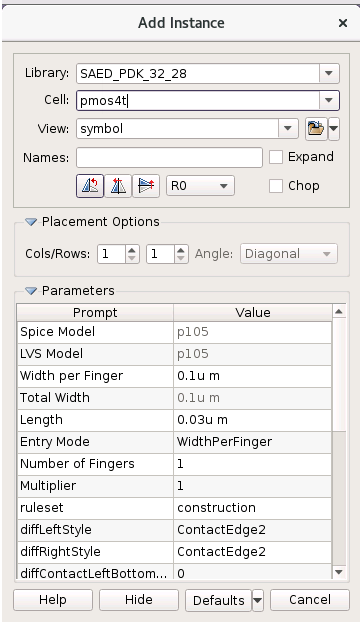 Add Instance
Library: SAED_PDK_32_28
Cell: pmos4t
View: symbol
Names: Expand
R0 Chop
Placement Options
Cols/Rows: 1 1 Angle: Diagonal
Parameters
Prompt Value
Spice Model p105
LVS Model p105
Width per Finger 0.1u m
Total Width 0.1u m
Length 0.03u m
Entry Mode WidthPerFinger
Number of Fingers 1
Multiplier 1
ruleset construction
diffLeftStyle ContactEdge2
diffRightStyle ContactEdge2
diffContactLeftBottom... 0
Help Hide Defaults Cancel